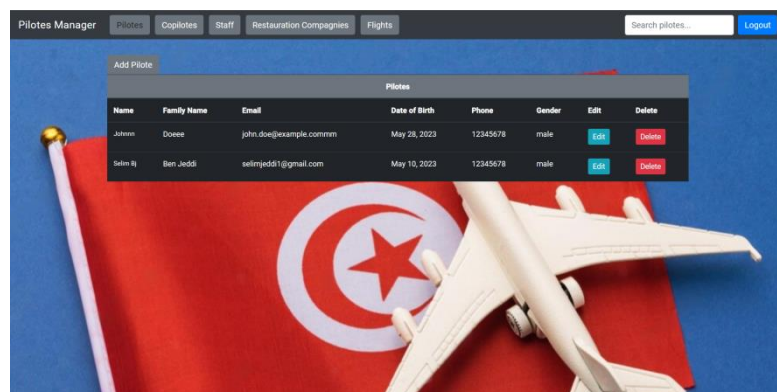 Pilotes Manager Pilotes Copilotes Staff Restauration Compagnies Flights Search pilotes... Logout
Add Pilote
Pilotes
Name Family Name Email Date of Birth Phone Gender Edit Delete
Johnnn Doeee john.doe@example.commm May 28, 2023 12345678 male Edit Delete
Selim Bj Ben Jeddi selimjeddi1@gmail.com May 10, 2023 12345678 male Edit Delete